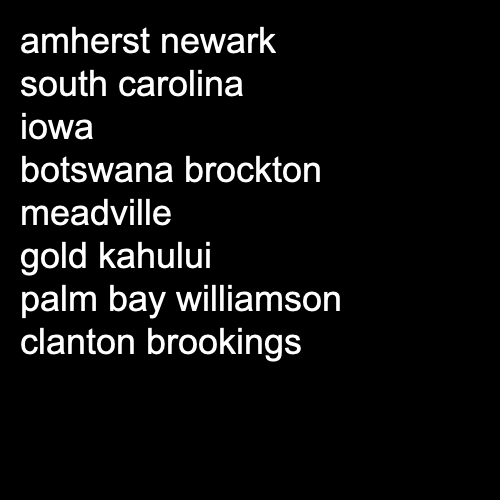 amherst newark
south carolina
iowa
botswana brockton
meadville
gold kahului
palm bay williamson
clanton brookings